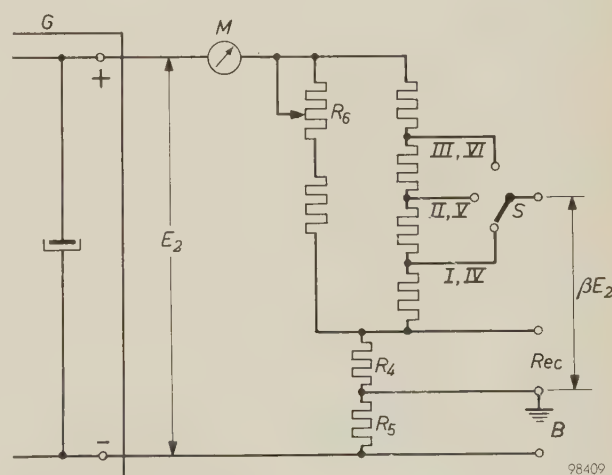 G
M
+
R6
III, VI
II, V
S
E2
I, IV
βE2
R4
Rec
R5
B
-
98409